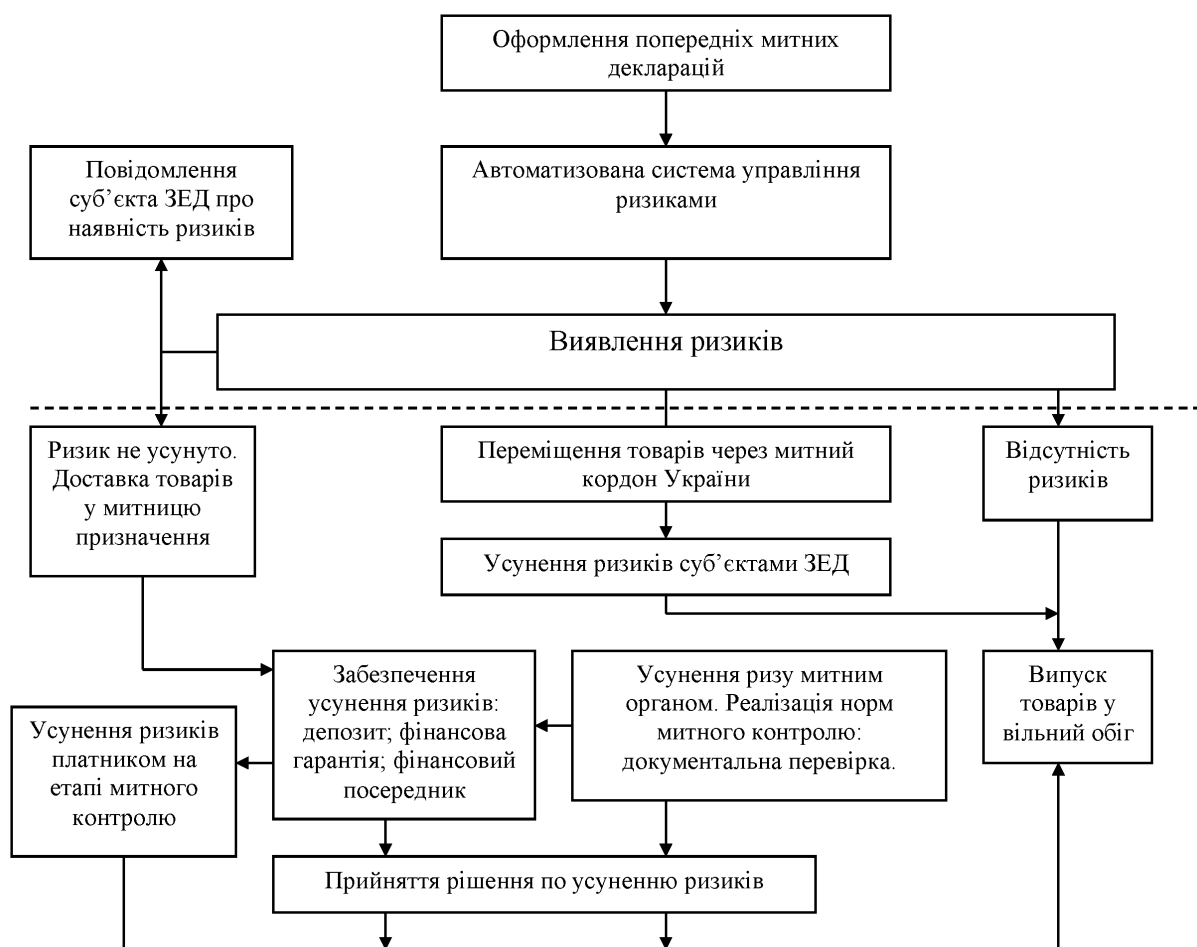 Оформлення попередніх митних
декларацій
Повідомлення
суб’єкта ЗЕД про
наявність ризиків
Автоматизована система управління
ризиками
Виявлення ризиків
Ризик не усунуто.
Доставка товарів
у митницю
призначення
Переміщення товарів через митний
кордон України
Відсутність
ризиків
Усунення ризиків суб’єктами ЗЕД
Забезпечення
усунення ризиків:
депозит; фінансова
гарантія; фінансовий
посередник
Усунення ризу митним
органом. Реалізація норм
митного контролю:
документальна перевірка.
Випуск
товарів у
вільний обіг
Усунення ризиків
платником на
етапі митного
контролю
Прийняття рішення по усуненню ризиків